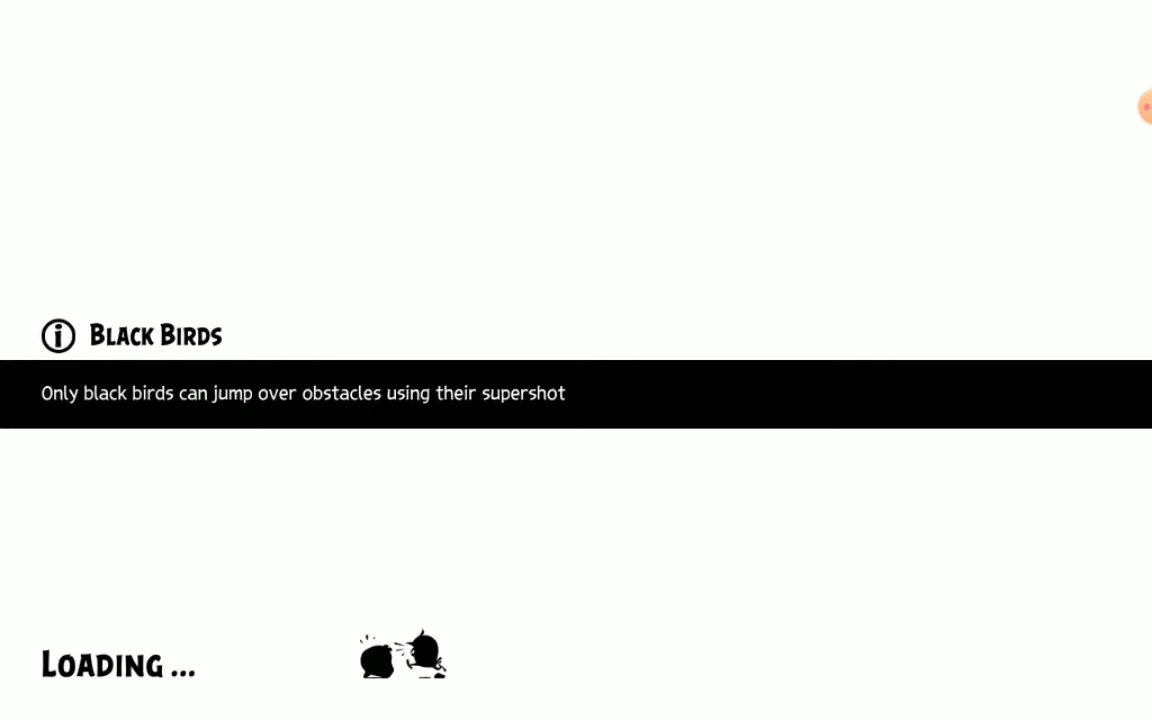 Black Birds
Only black birds can jump over obstacles using their supershot
Loading ...